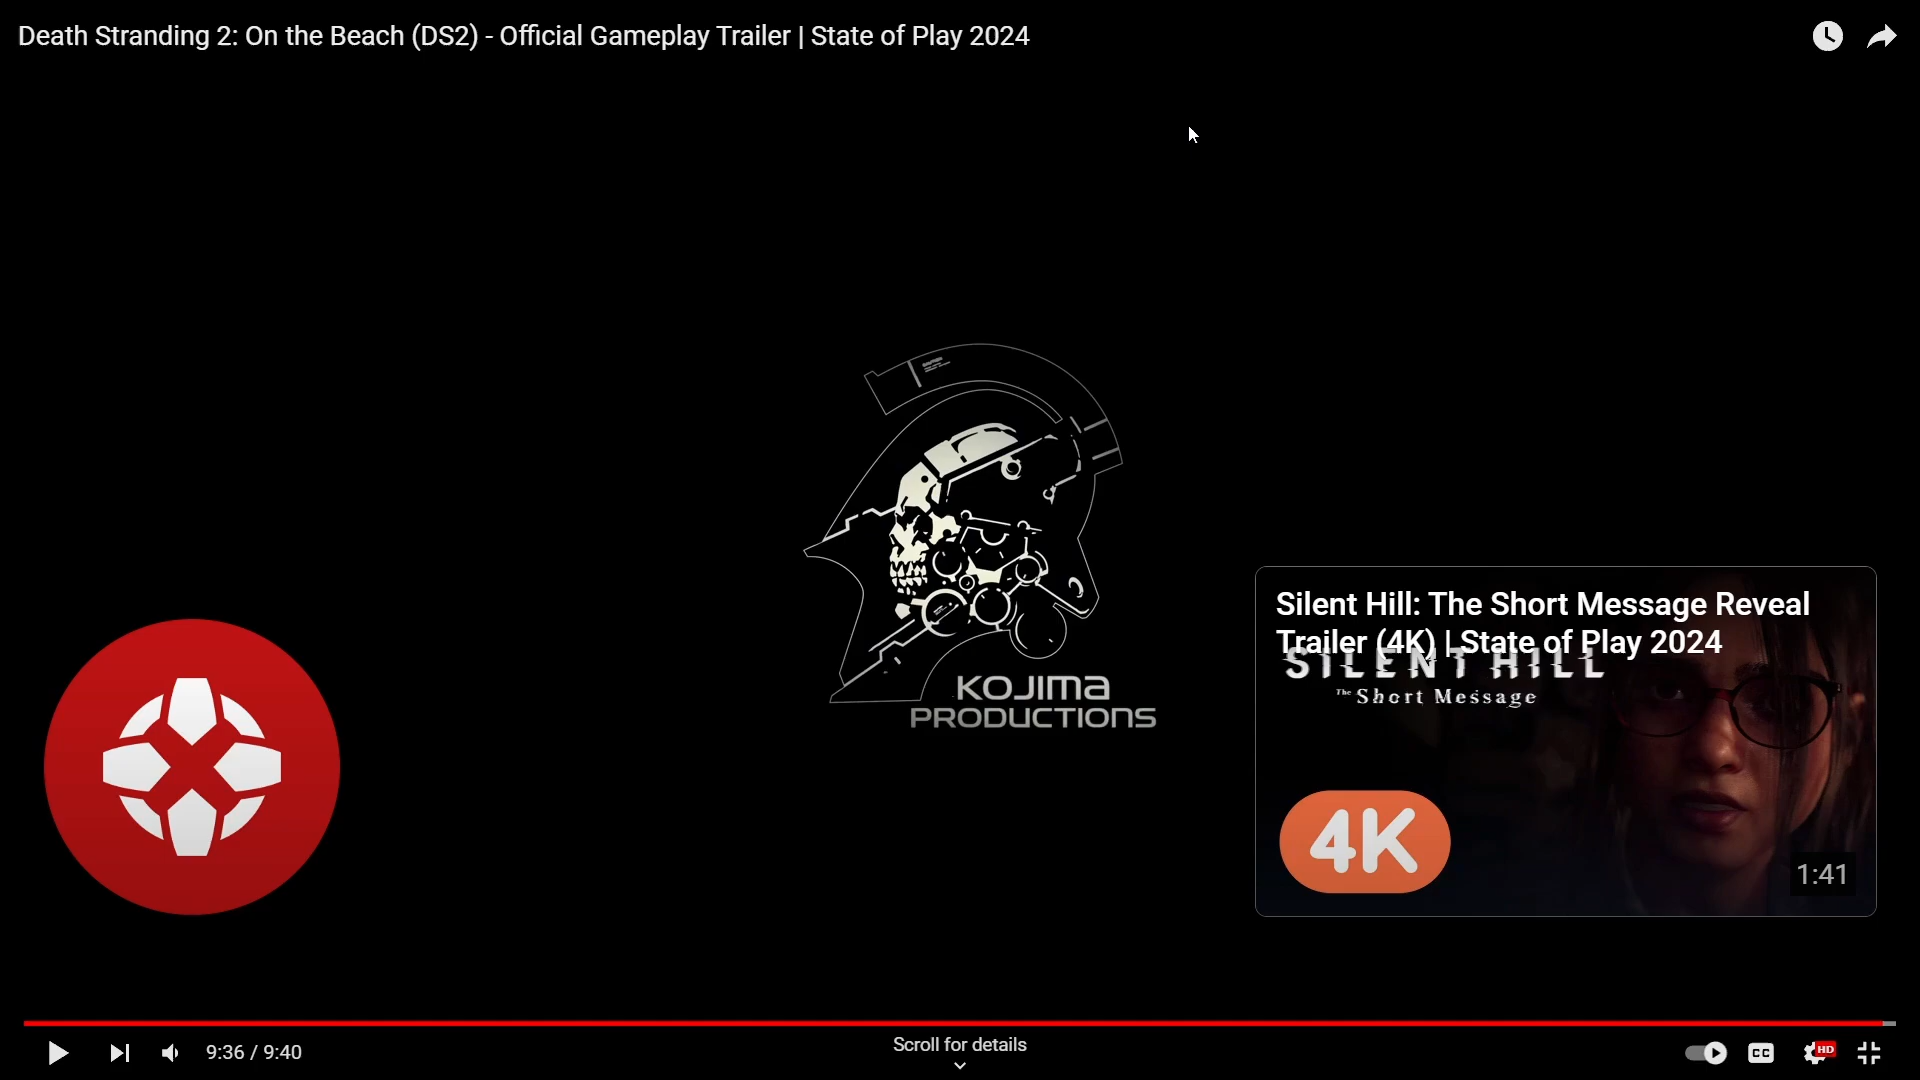 Death Stranding 2: On the Beach (DS2) - Official Gameplay Trailer | State of Play 2024
KOJIMA
PRODUCTIONS
Silent Hill: The Short Message Reveal
Trailer (4K) | State of Play 2024
SILENT HILL
The Short Message
4K
1:41
9:36 / 9:40
Scroll for details
CC
HD